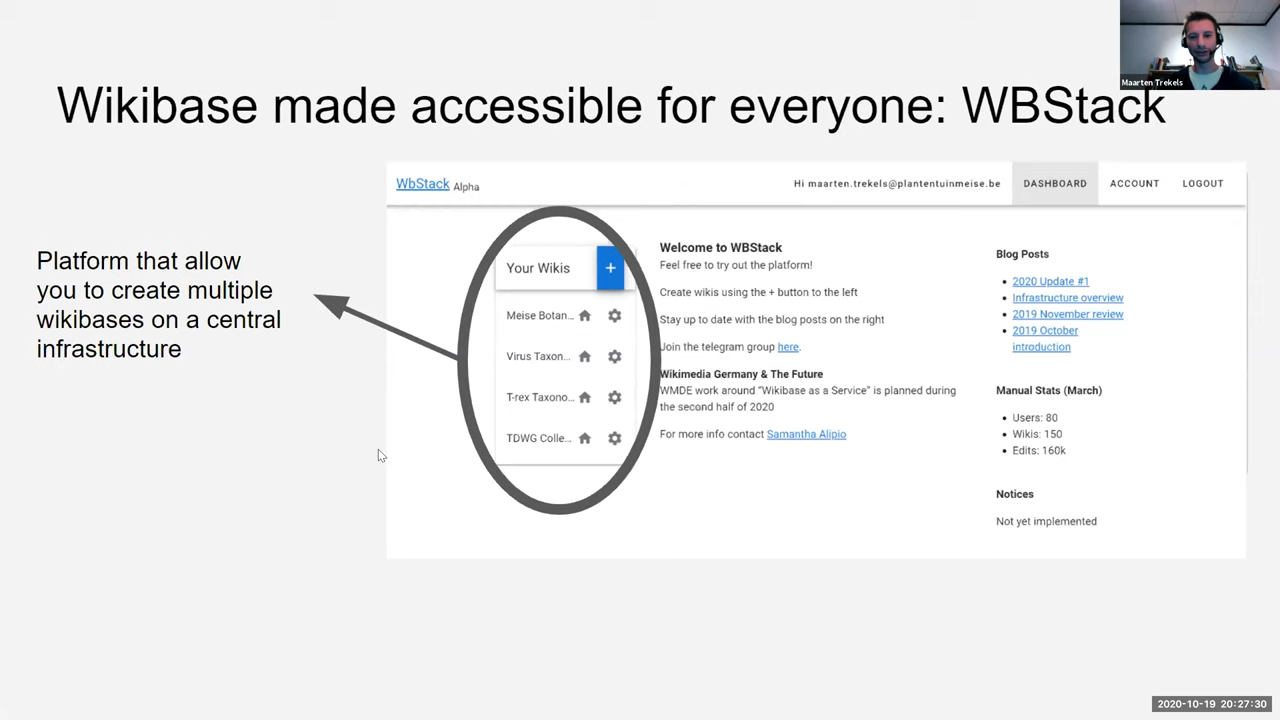 Maarten Trekels
Wikibase made accessible for everyone: WBStack
Platform that allow
you to create multiple
wikibases on a central
infrastructure
WbStack Alpha
Hi maarten.trekels@plantentuinmeise.be
DASHBOARD
ACCOUNT
LOGOUT
Your Wikis
+
Meise Botan...
Virus Taxon...
T-rex Taxono...
TDWG Colle...
Welcome to WBStack
Feel free to try out the platform!
Create wikis using the + button to the left
Stay up to date with the blog posts on the right
Join the telegram group here.
Wikimedia Germany & The Future
WMDE work around “Wikibase as a Service” is planned during
the second half of 2020
For more info contact Samantha Alipio
Blog Posts
2020 Update #1
Infrastructure overview
2019 November review
2019 October
introduction
Manual Stats (March)
Users: 80
Wikis: 150
Edits: 160k
Notices
Not yet implemented
2020-10-19 20:27:30